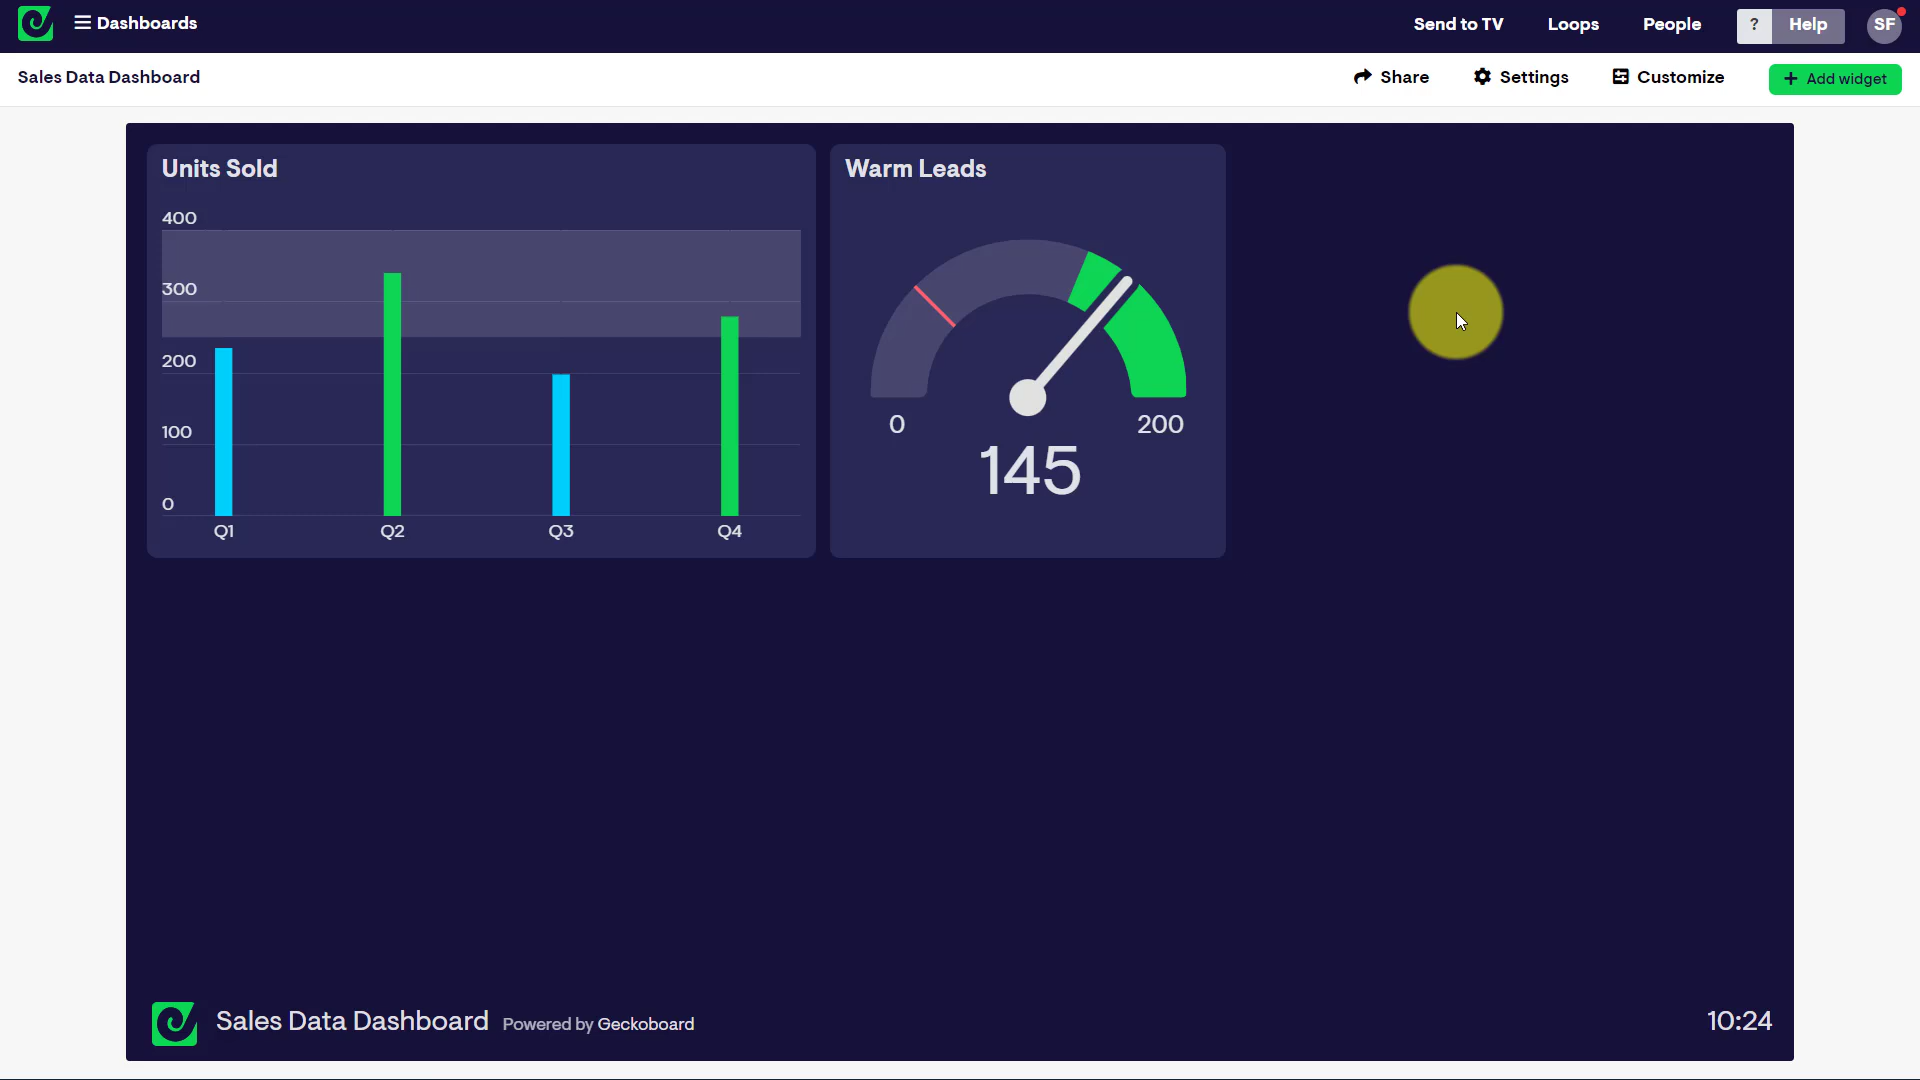 Dashboards
Send to TV
Loops
People
?
Help
SF
Sales Data Dashboard
Share
Settings
Customize
+ Add widget
Units Sold
400
300
200
100
0
Q1
Q2
Q3
Q4
Warm Leads
0
200
145
Sales Data Dashboard
Powered by Geckoboard
10:24